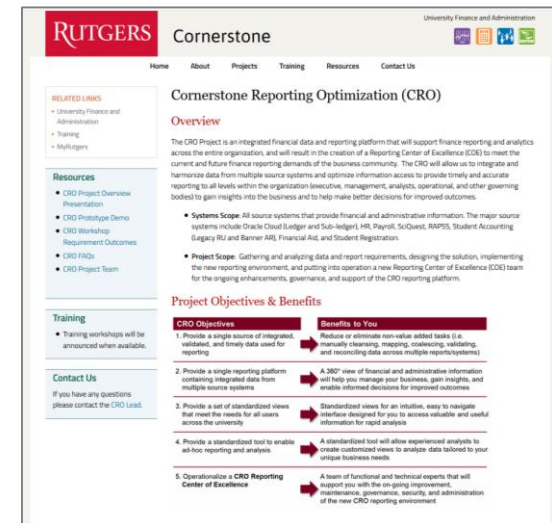 University Finance and Administration
RUTGERS
Cornerstone
Home About Projects Training Resources Contact Us
RELATED LINKS
University Finance and
Administration
Training
MyRutgers
Resources
CRO Project Overview
Presentation
CRO Prototype Demo
CRO Workshop
Requirement Outcomes
CRO FAQs
CRO Project Team
Training
Training workshops will be
announced when available.
Contact Us
If you have any questions
please contact the CRO Lead.
Cornerstone Reporting Optimization (CRO)
Overview
The CRO Project is an integrated financial data and reporting platform that will support finance reporting and analytics
across the entire organization, and will result in the creation of a Reporting Center of Excellence (COE) to meet the
current and future finance reporting demands of the business community. The CRO will allow us to integrate and
harmonize data from multiple source systems and optimize information access to provide timely and accurate
reporting to all levels within the organization (executive, management, analysts, operational, and other governing
bodies) to gain insights into the business and to help make better decisions for improved outcomes.
Systems Scope: All source systems that provide financial and administrative information. The major source
systems include Oracle Cloud (Ledger and Sub-ledger), HR, Payroll, SciQuest, RAPSS, Student Accounting
(Legacy RU and Banner AR), Financial Aid, and Student Registration.
Project Scope: Gathering and analyzing data and report requirements, designing the solution, implementing
the new reporting environment, and putting into operation a new Reporting Center of Excellence (COE) team
for the ongoing enhancements, governance, and support of the CRO reporting platform.
Project Objectives & Benefits
CRO Objectives
Benefits to You
1. Provide a single source of integrated,
validated, and timely data used for
reporting
Reduce or eliminate non-value added tasks (i.e.
manually cleansing, mapping, coalescing, validating,
and reconciling data across multiple reports/systems)
2. Provide a single reporting platform
containing integrated data from
multiple source systems
A 360° view of financial and administrative information
will help you manage your business, gain insights, and
enable informed decisions for improved outcomes
3. Provide a set of standardized views
that meet the needs for all users
across the university
Standardized views for an intuitive, easy to navigate
interface designed for you to access valuable and useful
information for rapid analysis
4. Provide a standardized tool to enable
ad-hoc reporting and analysis
A standardized tool will allow experienced analysts to
create customized views to analyze data tailored to your
unique business needs
5. Operationalize a CRO Reporting
Center of Excellence
A team of functional and technical experts that will
support you with the on-going improvement,
maintenance, governance, security, and administration
of the new CRO reporting environment